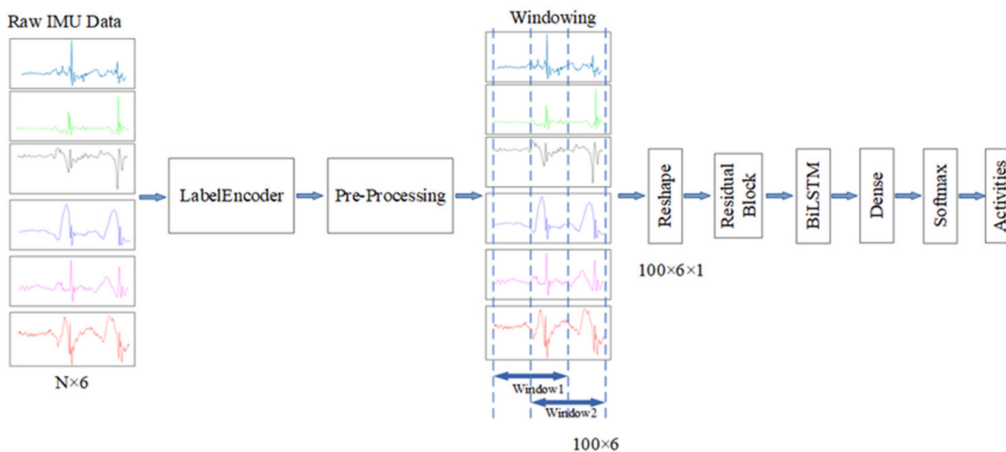 Raw IMU Data
N×6
LabelEncoder
Pre-Processing
Windowing
Window1
Window2
100×6
Reshape
100×6×1
Residual
Block
BiLSTM
Dense
Softmax
Activities